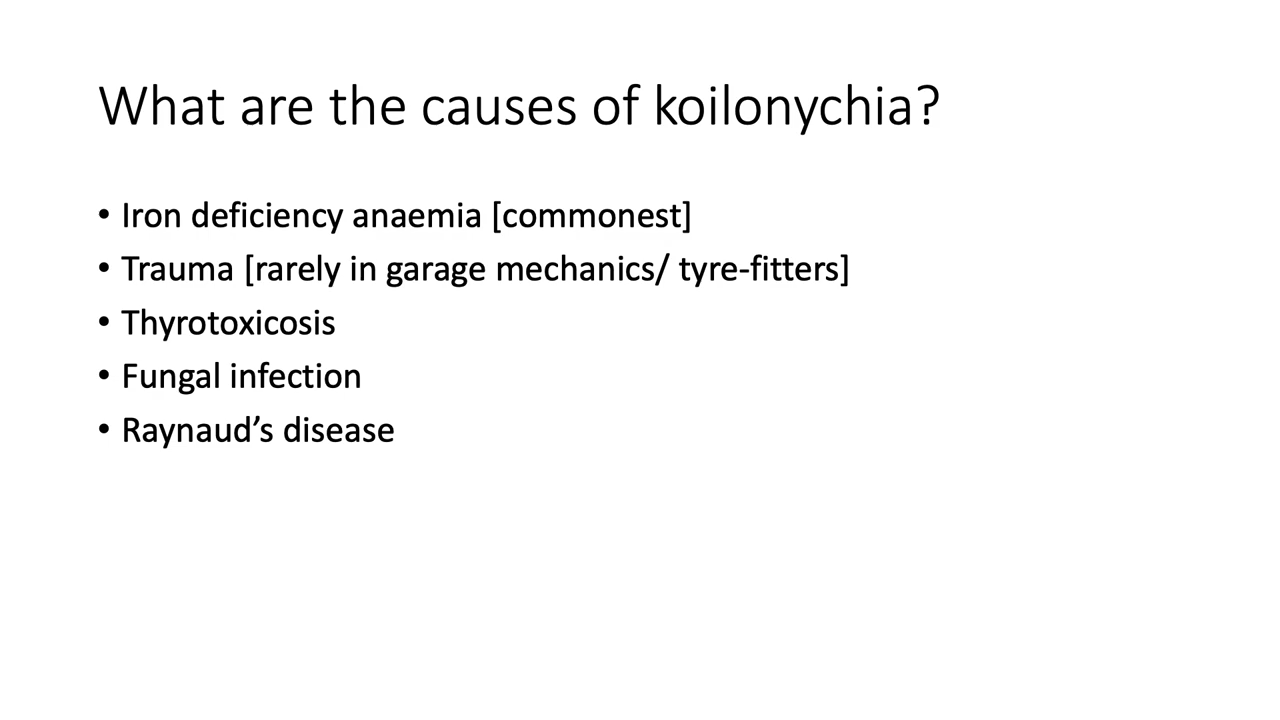 What are the causes of koilonychia?
• Iron deficiency anaemia [commonest]
• Trauma [rarely in garage mechanics/ tyre-fitters]
• Thyrotoxicosis
• Fungal infection
• Raynaud’s disease